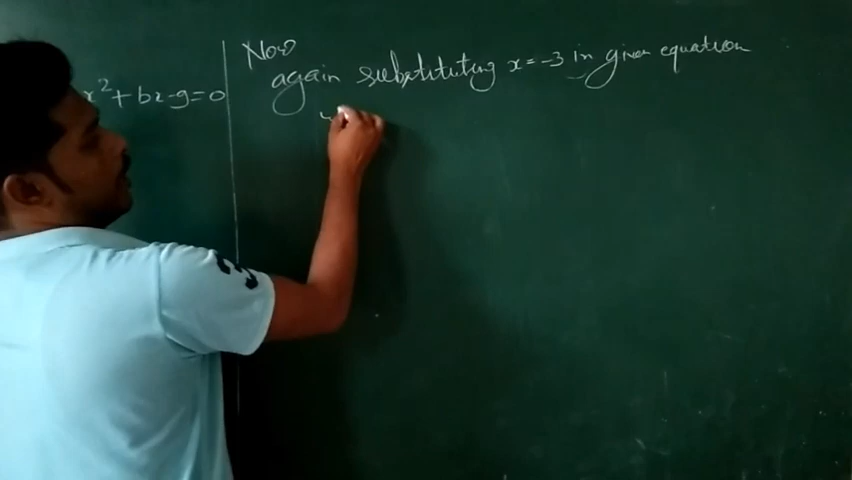 x² + bx - 9 = 0
Now
again substituting x = -3 in given equation